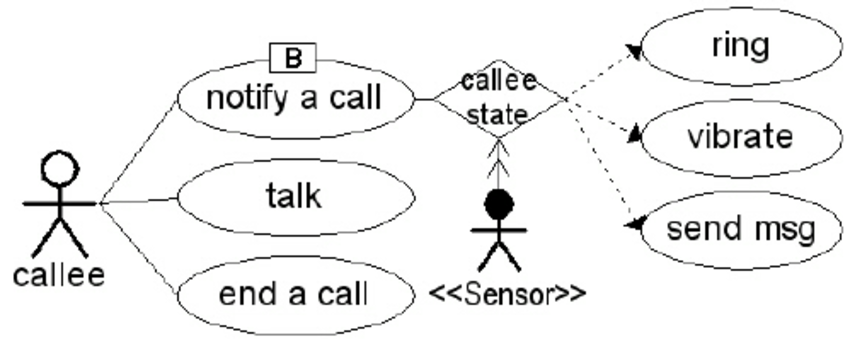 B
notify a call
callee
state
ring
vibrate
talk
send msg
callee
end a call
<<Sensor>>